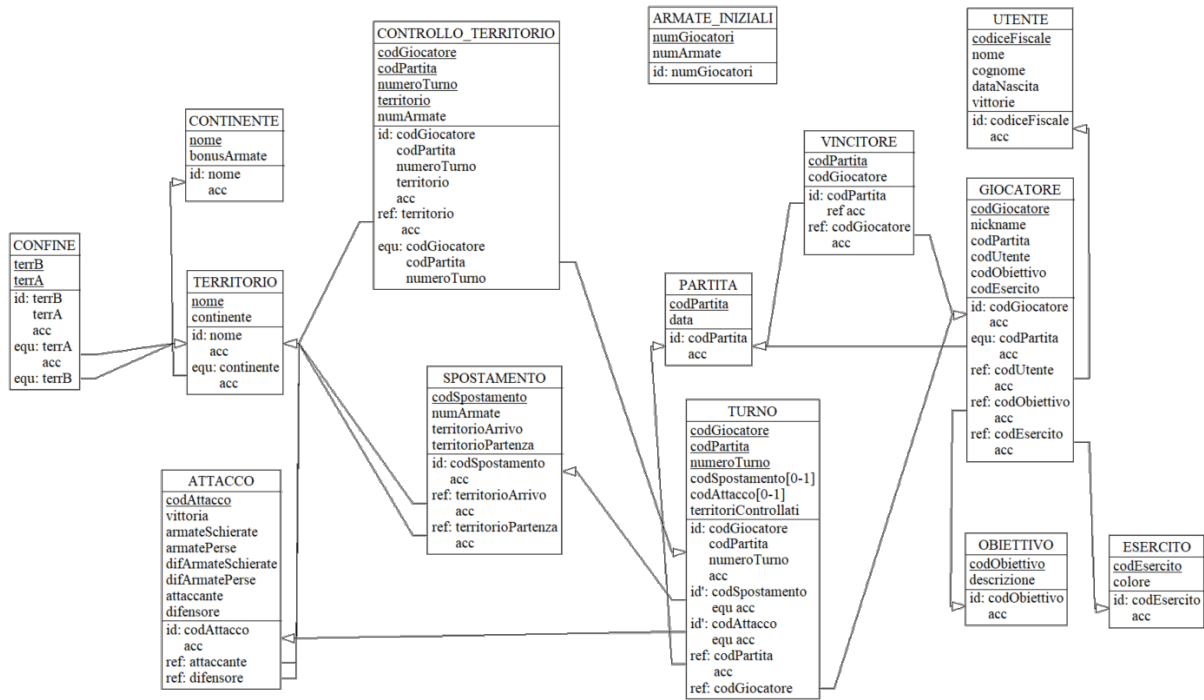 CONTROLLO_TERRITORIO
codGiocatore
codPartita
numeroTurno
territorio
numArmate
id: codGiocatore
codPartita
numeroTurno
territorio
acc
ref: territorio
acc
equ: codGiocatore
codPartita
numeroTurno
ARMATE_INIZIALI
numGiocatori
numArmate
id: numGiocatori
UTENTE
codiceFiscale
nome
cognome
dataNascita
vittorie
id: codiceFiscale
acc
CONTINENTE
nome
bonusArmate
id: nome
acc
VINCITORE
codPartita
codGiocatore
id: codPartita
ref acc
ref: codGiocatore
acc
GIOCATORE
codGiocatore
nickname
codPartita
codUtente
codObiettivo
codEsercito
id: codGiocatore
acc
equ: codPartita
acc
ref: codUtente
acc
ref: codObiettivo
acc
ref: codEsercito
acc
CONFINE
terrB
terrA
id: terrB
terrA
acc
equ: terrA
acc
equ: terrB
TERRITORIO
nome
continente
id: nome
acc
equ: continente
acc
PARTITA
codPartita
data
id: codPartita
acc
SPOSTAMENTO
codSpostamento
numArmate
territorioArrivo
territorioPartenza
id: codSpostamento
acc
ref: territorioArrivo
acc
ref: territorioPartenza
acc
TURNO
codGiocatore
codPartita
numeroTurno
codSpostamento[0-1]
codAttacco[0-1]
territoriControllati
id: codGiocatore
codPartita
numeroTurno
acc
id': codSpostamento
equ acc
id': codAttacco
equ acc
ref: codPartita
acc
ref: codGiocatore
ATTACCO
codAttacco
vittoria
armateSchierate
armatePerse
difArmateSchierate
difArmatePerse
attaccante
difensore
id: codAttacco
acc
ref: attaccante
ref: difensore
OBIETTIVO
codObiettivo
descrizione
id: codObiettivo
acc
ESERCITO
codEsercito
colore
id: codEsercito
acc